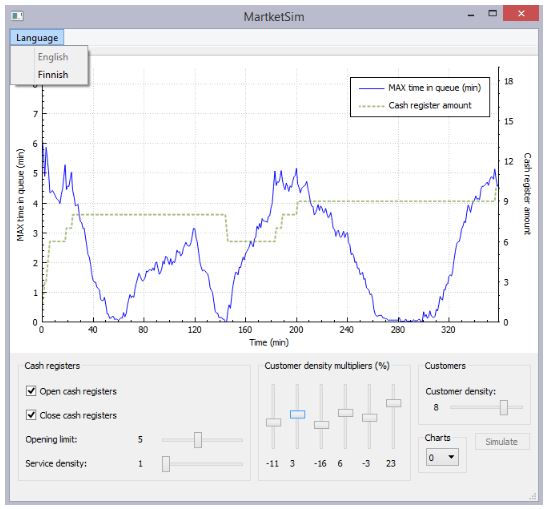 MartketSim
Language
English
Finnish
MAX time in queue (min)
Cash register amount
MAX time in queue (min)
8
7
6
5
4
3
2
1
0
18
15
12
9
6
3
0
Cash register amount
0 40 80 120 160 200 240 280 320
Time (min)
Cash registers
Open cash registers
Close cash registers
Opening limit: 5
Service density: 1
Customer density multipliers (%)
-11 3 -16 6 -3 23
Customers
Customer density:
8
Charts
0
Simulate